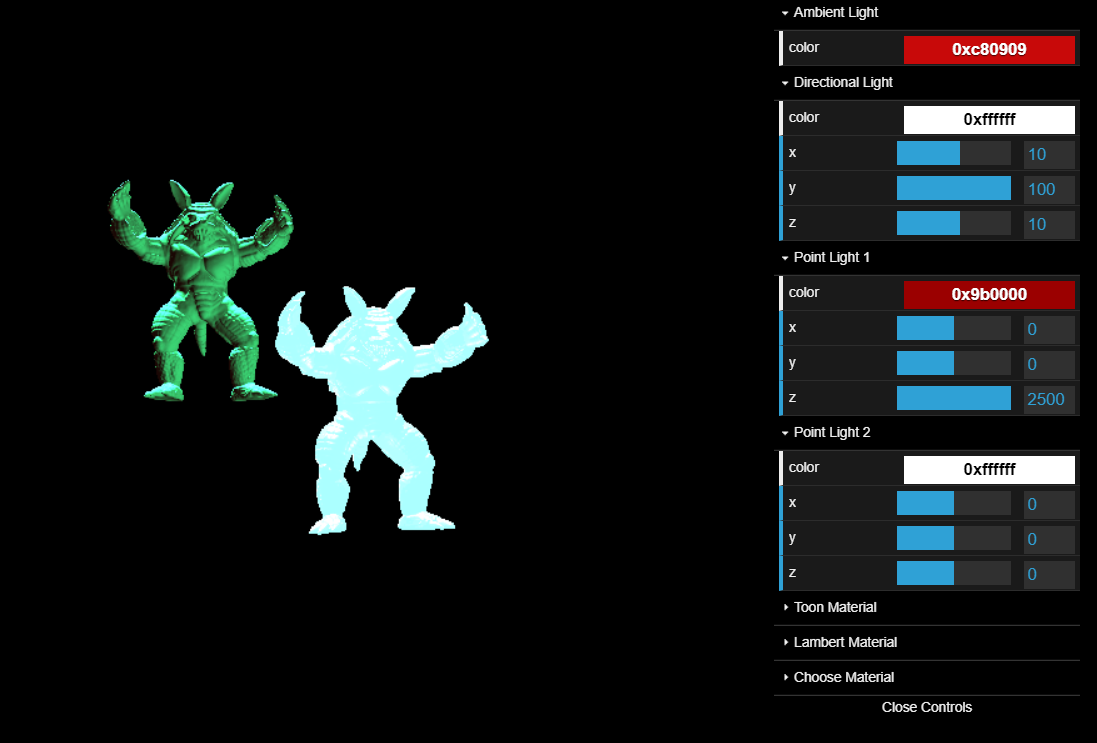 Ambient Light
color 0xc80909
Directional Light
color 0xffffff
x 10
y 100
z 10
Point Light 1
color 0x9b0000
x 0
y 0
z 2500
Point Light 2
color 0xffffff
x 0
y 0
z 0
Toon Material
Lambert Material
Choose Material
Close Controls